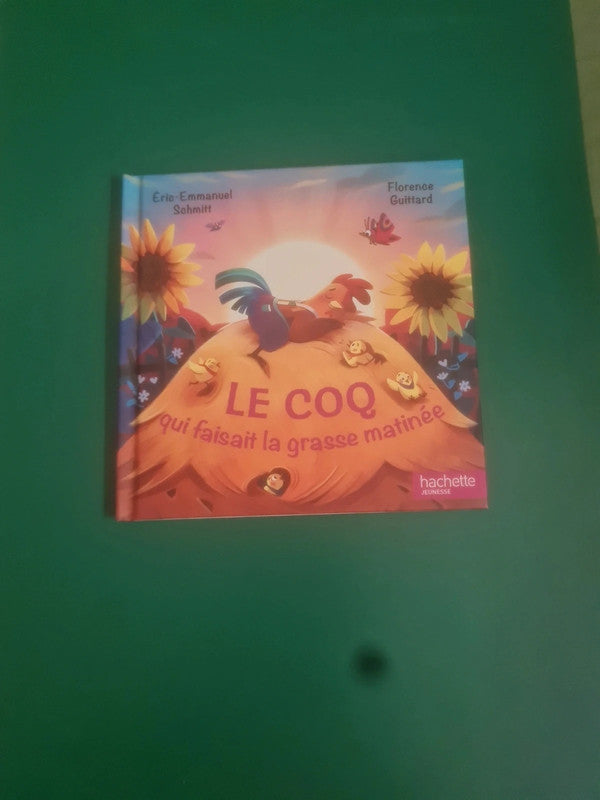 Éric-Emmanuel
Schmitt
Florence
Guittard
LE COQ
qui faisait la grasse matinée
hachette
JEUNESSE